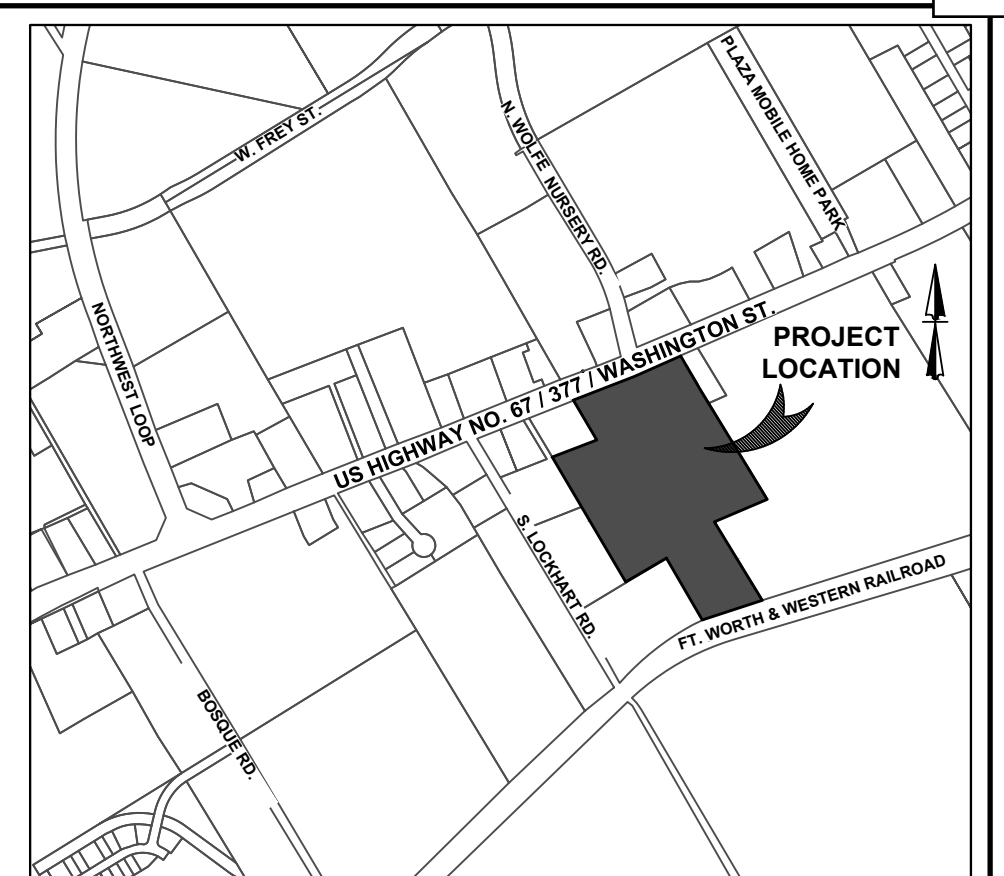 PLAZA MOBILE HOME PARK
W. FREY ST.
N. WOLFE NURSERY RD.
NORTHWEST LOOP
US HIGHWAY NO. 67 / 377 / WASHINGTON ST.
PROJECT
LOCATION
S. LOCKHART RD.
FT. WORTH & WESTERN RAILROAD
BOSQUE RD.